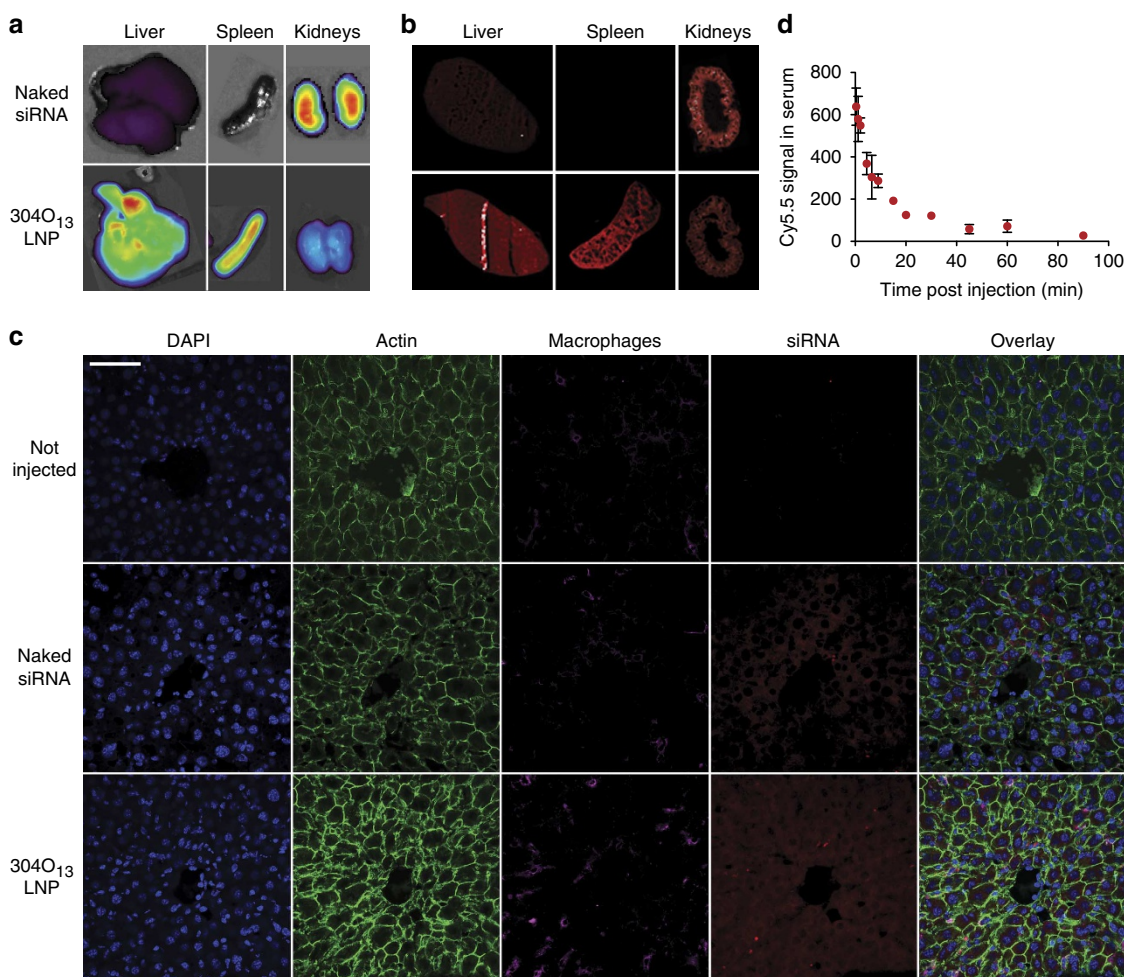 a
Liver Spleen Kidneys
Naked
siRNA
304O₁₃
LNP
b
Liver Spleen Kidneys
d
Cy5.5 signal in serum
800
600
400
200
0
0 20 40 60 80 100
Time post injection (min)
c
DAPI Actin Macrophages siRNA Overlay
Not
injected
Naked
siRNA
304O₁₃
LNP